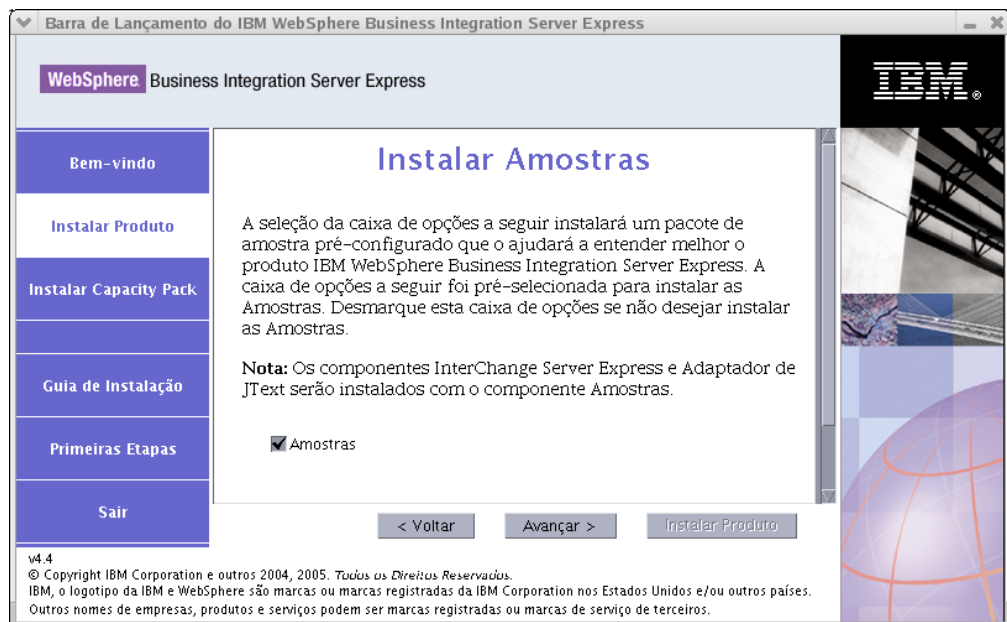 Barra de Lançamento do IBM WebSphere Business Integration Server Express
WebSphere. Business Integration Server Express
IBM®
Bem-vindo
Instalar Produto
Instalar Capacity Pack
Guia de Instalação
Primeiras Etapas
Sair
Instalar Amostras
A seleção da caixa de opções a seguir instalará um pacote de
amostra pré-configurado que o ajudará a entender melhor o
produto IBM WebSphere Business Integration Server Express. A
caixa de opções a seguir foi pré-selecionada para instalar as
Amostras. Desmarque esta caixa de opções se não desejar instalar
as Amostras.
Nota: Os componentes InterChange Server Express e Adaptador de
JText serão instalados com o componente Amostras.
Amostras
< Voltar
Avançar >
Instalar Produto
v4.4
© Copyright IBM Corporation e outros 2004, 2005. Todos os Direitos Reservados.
IBM, o logotipo da IBM e WebSphere são marcas ou marcas registradas da IBM Corporation nos Estados Unidos e/ou outros países.
Outros nomes de empresas, produtos e serviços podem ser marcas registradas ou marcas de serviço de terceiros.